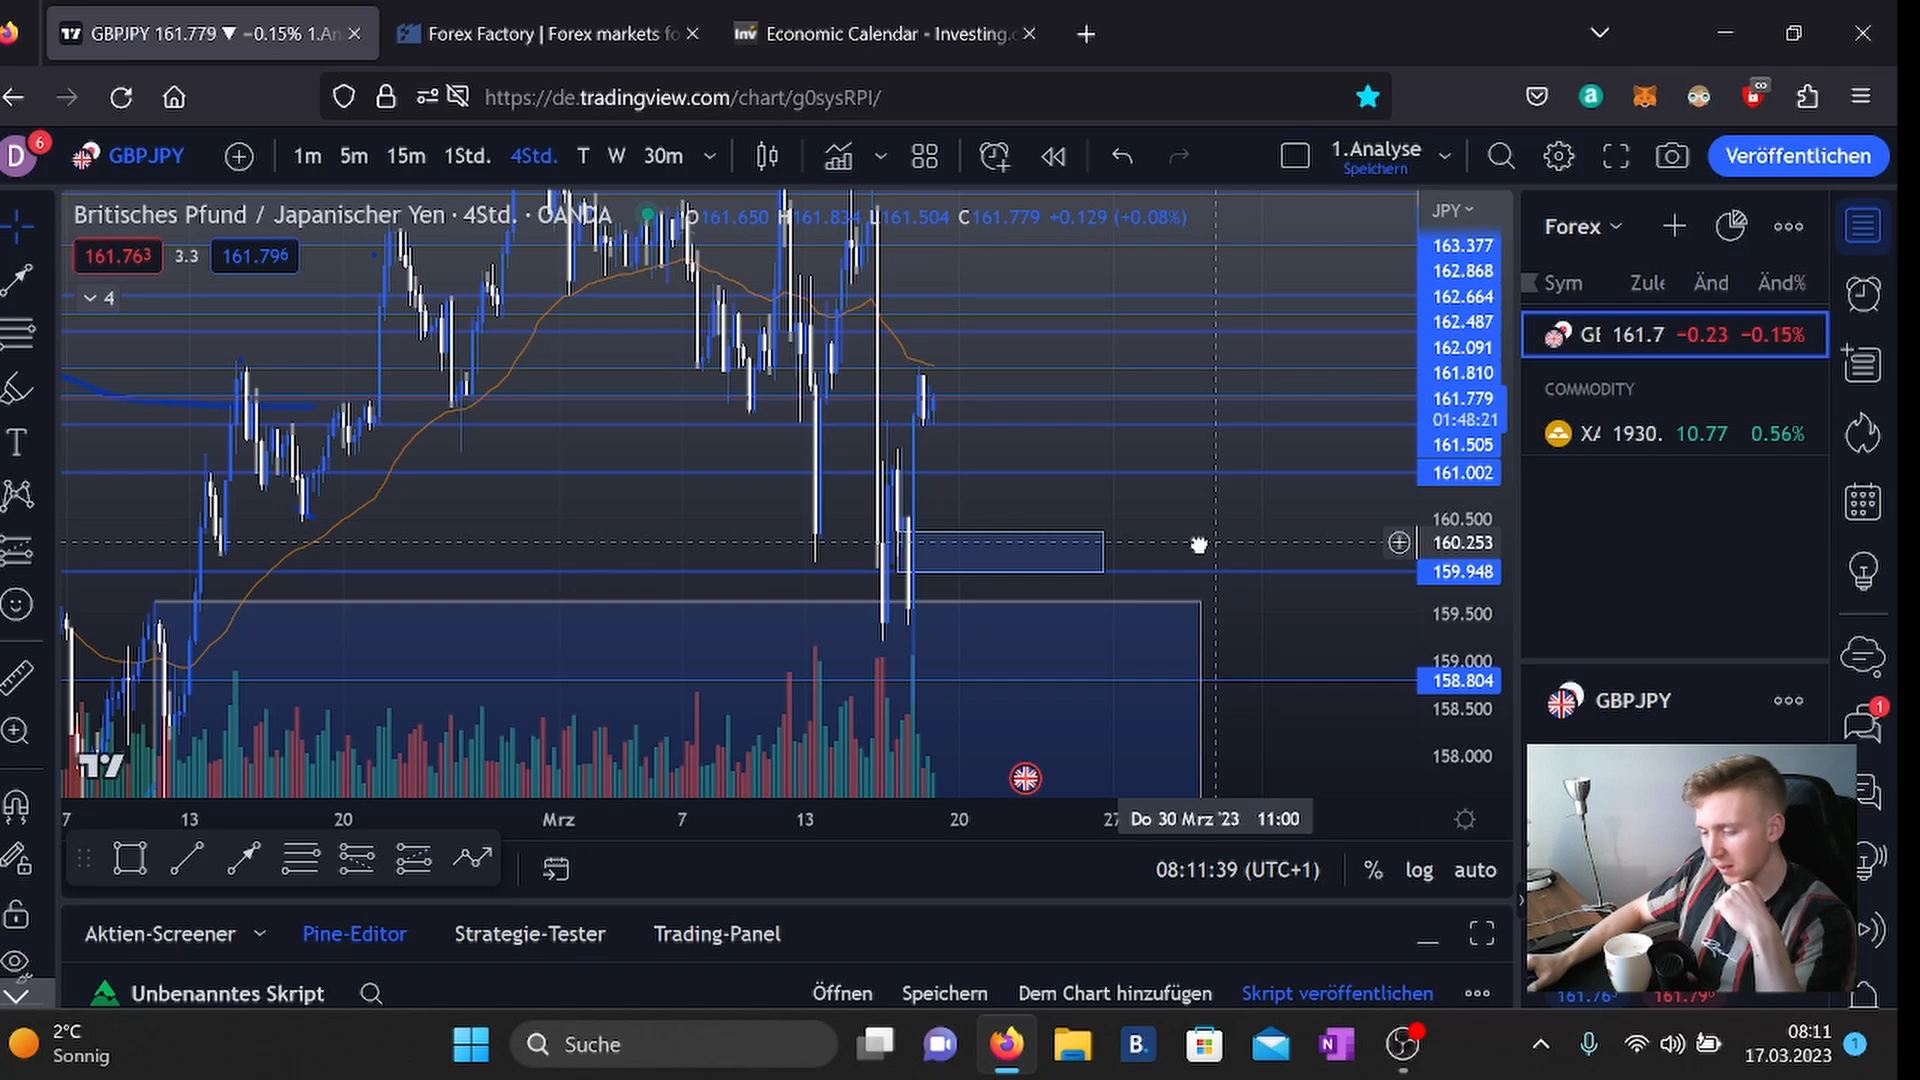 GBPJPY 161.779 ▼ −0.15% 1.An
Forex Factory | Forex markets fo
Inv Economic Calendar - Investing.c
https://de.tradingview.com/chart/g0sysRPI/
D 6
GBPJPY
1m 5m 15m 1Std. 4Std. T W 30m
1.Analyse
Speichern
Veröffentlichen
Britisches Pfund / Japanischer Yen · 4Std. · OANDA
O161.650 H161.834 L161.504 C161.779 +0.129 (+0.08%)
161.763 3.3 161.796
4
JPY
163.377
162.868
162.664
162.487
162.091
161.810
161.779
01:48:21
161.505
161.002
160.500
160.253
159.948
159.500
159.000
158.804
158.500
158.000
Forex
Sym Änd Änd%
161.7 −0.23 −0.15%
COMMODITY
1930. 10.77 0.56%
GBPJPY
1
7 13 20 Mrz 7 13 20 27 Do 30 Mrz '23 11:00
08:11:39 (UTC+1) % log auto
Aktien-Screener Pine-Editor Strategie-Tester Trading-Panel
Unbenanntes Skript
Öffnen Speichern Dem Chart hinzufügen Skript veröffentlichen
2°C
Sonnig
Suche
B.
N
08:11
17.03.2023
1